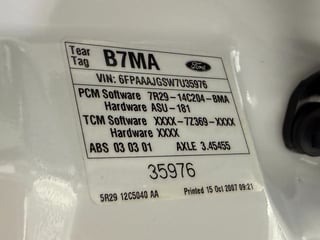 Tear Tag B7MA Ford
VIN: 6FPAAAJGSW7U35976
PCM Software 7R29-14C204-BMA
Hardware ASU-181
TCM Software XXXX-7Z369-XXXX
Hardware XXXX
ABS 03 03 01 AXLE 3.45455
35976
5R29 12C5040 AA Printed 15 Oct 2007 09:21